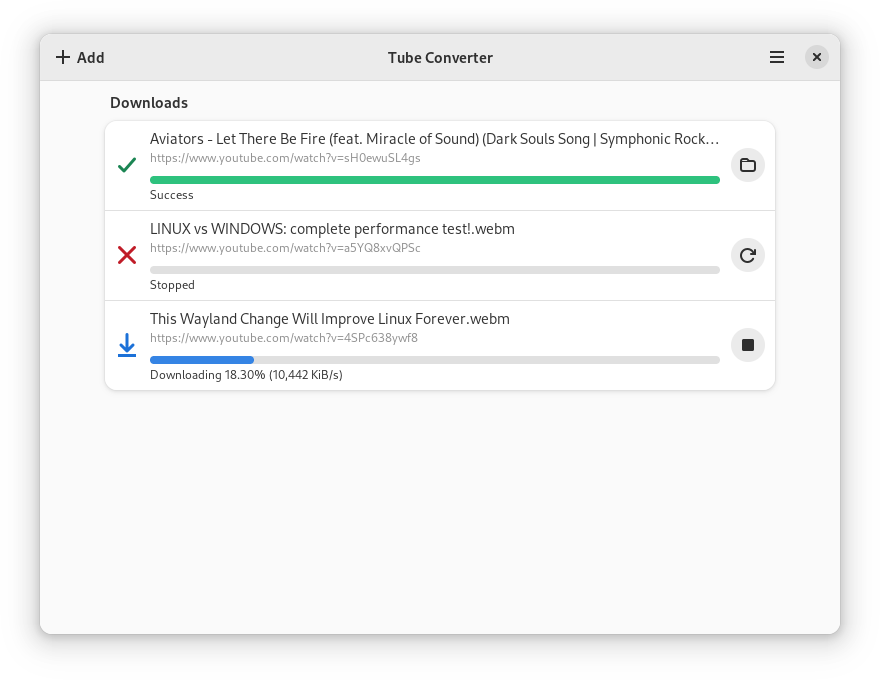 Add
Tube Converter
Downloads
Aviators - Let There Be Fire (feat. Miracle of Sound) (Dark Souls Song | Symphonic Rock…
https://www.youtube.com/watch?v=sH0ewuSL4gs
Success
LINUX vs WINDOWS: complete performance test!.webm
https://www.youtube.com/watch?v=a5YQ8xvQPSc
Stopped
This Wayland Change Will Improve Linux Forever.webm
https://www.youtube.com/watch?v=4SPc638ywf8
Downloading 18.30% (10,442 KiB/s)